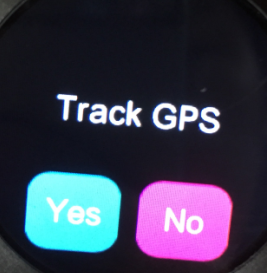 Track GPS
Yes No